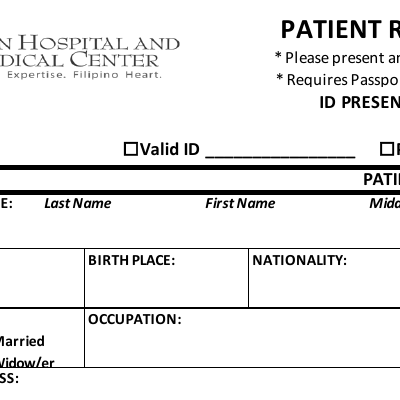 N HOSPITAL AND
DICAL CENTER
Expertise. Filipino Heart.
PATIENT R
* Please present a
* Requires Passpo
ID PRESEN
☐Valid ID ________________ ☐
PATI
E: Last Name First Name Midd
BIRTH PLACE: NATIONALITY:
OCCUPATION:
Married
Widow/er
SS: